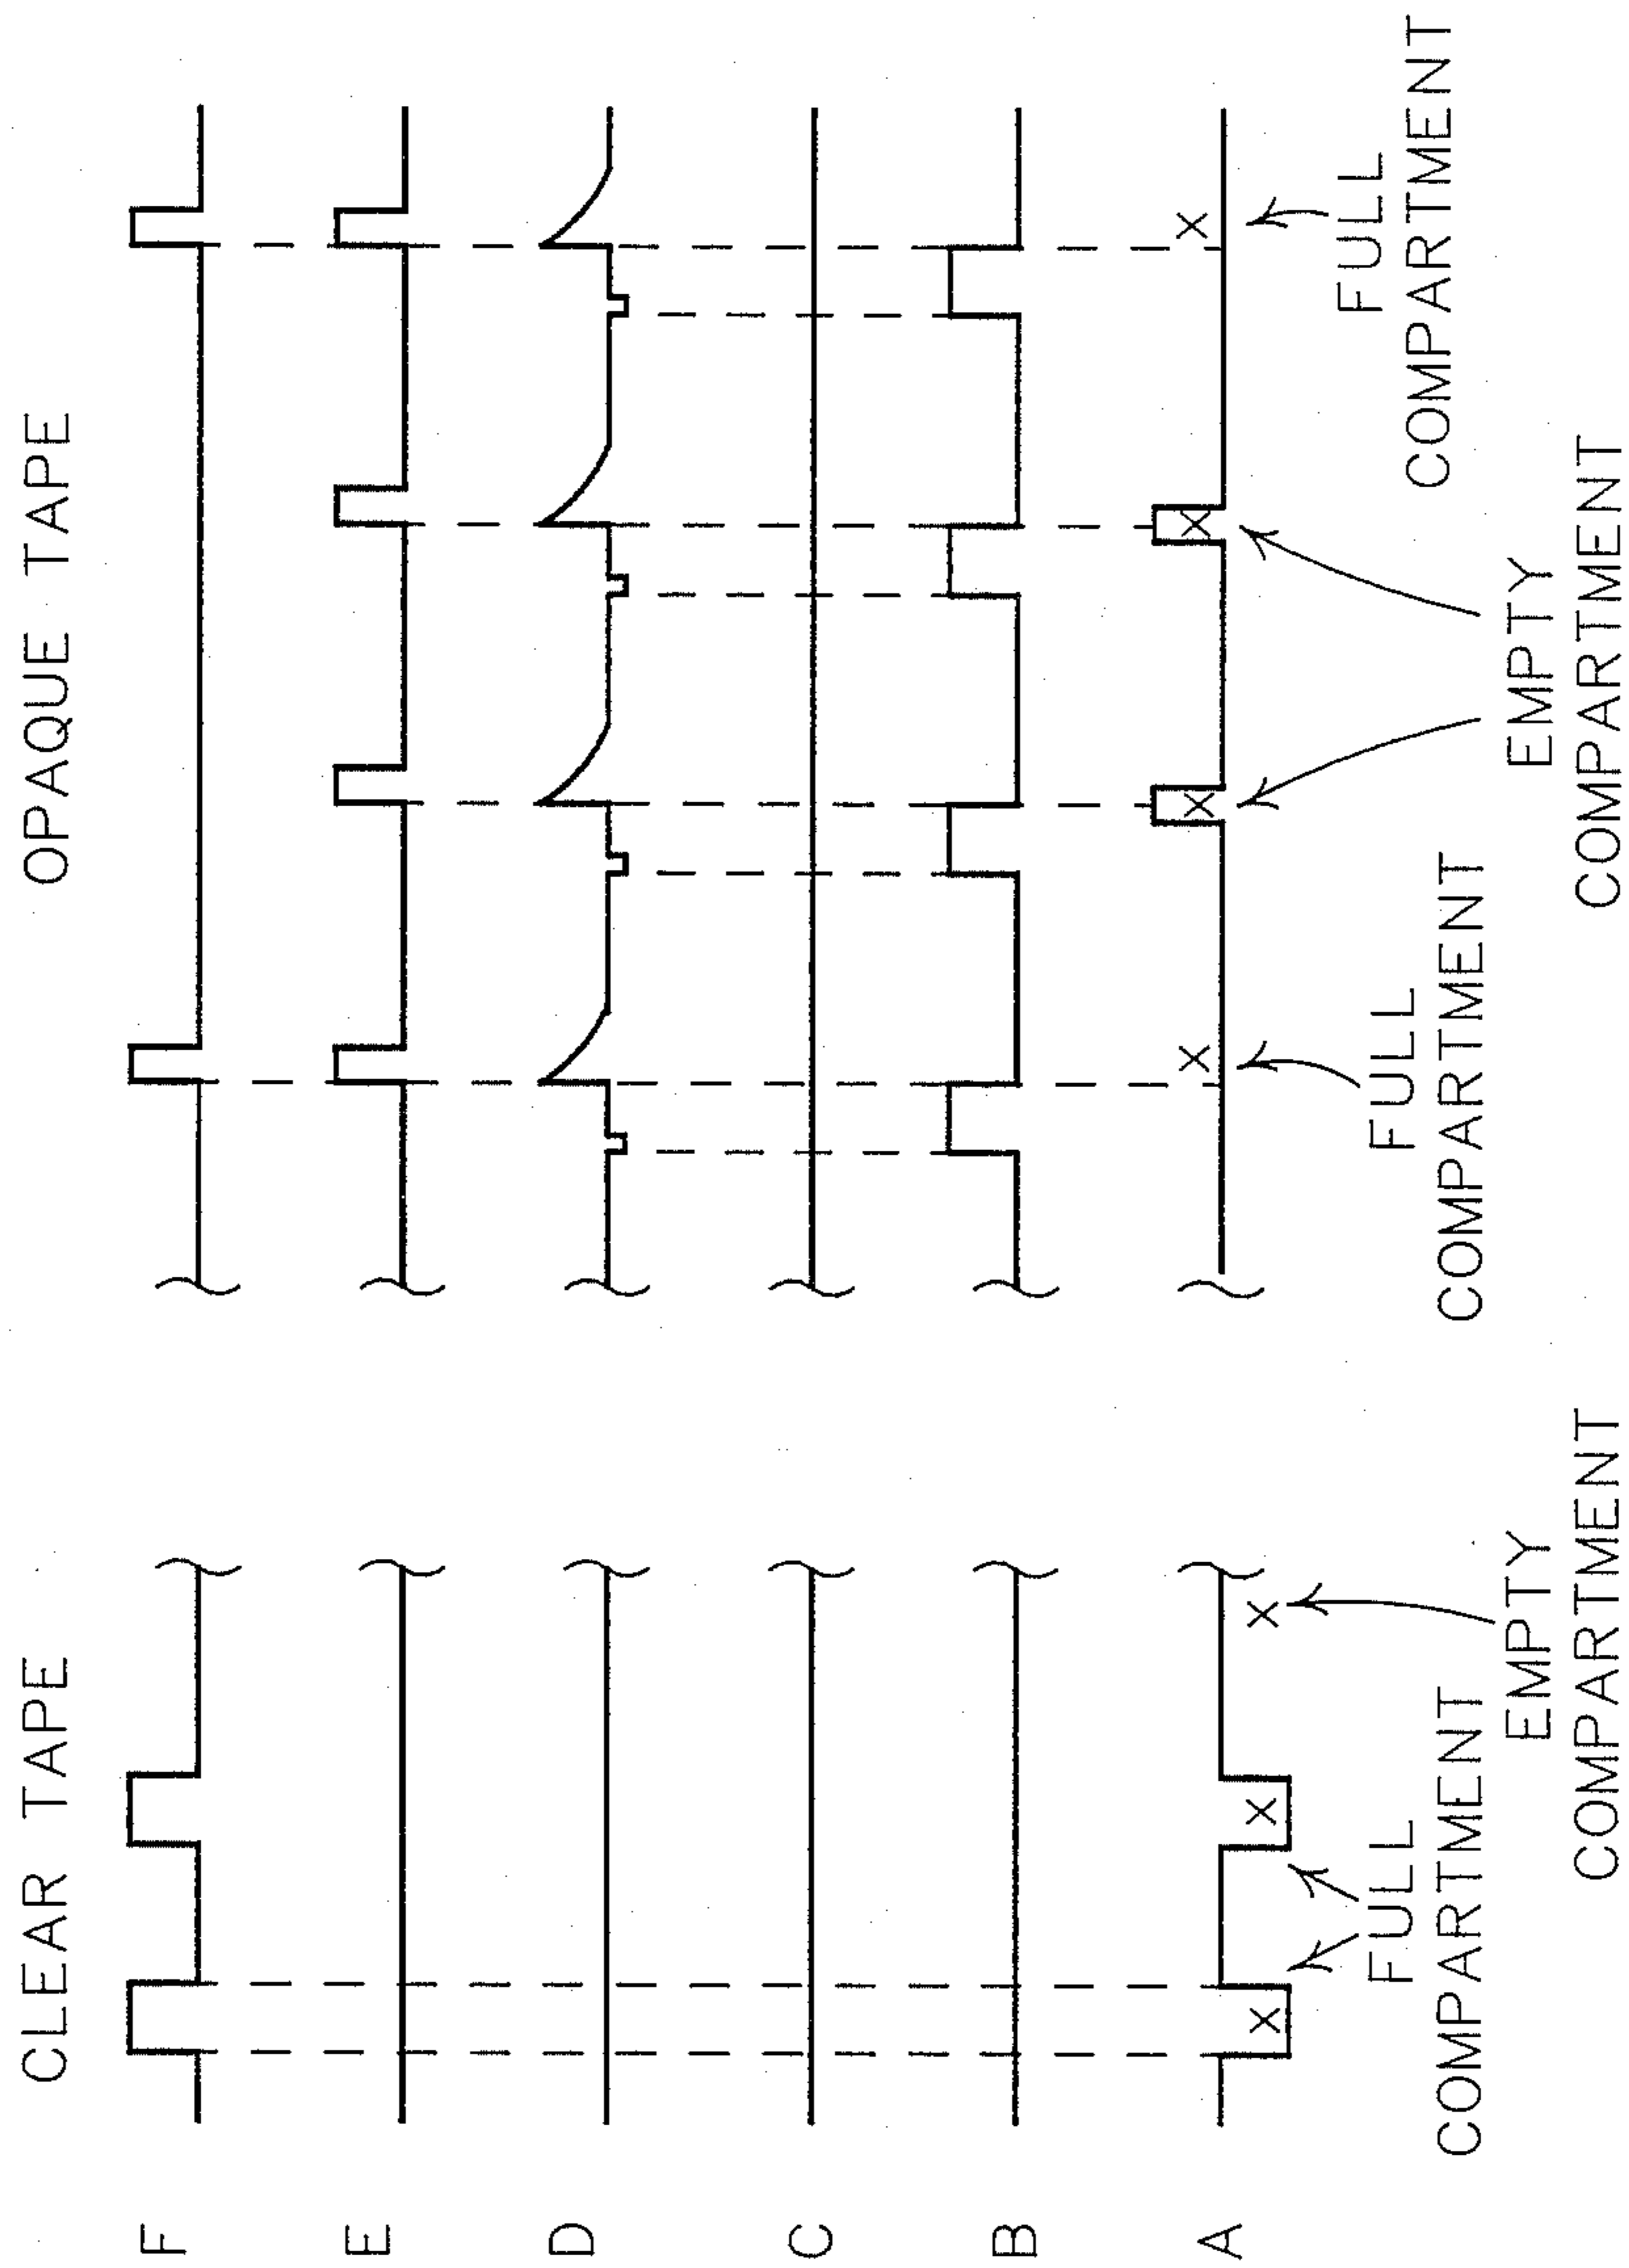 CLEAR TAPE
OPAQUE TAPE
F
E
D
C
B
A
FULL
COMPARTMENT
EMPTY
COMPARTMENT
FULL
COMPARTMENT
EMPTY
COMPARTMENT
FULL
COMPARTMENT